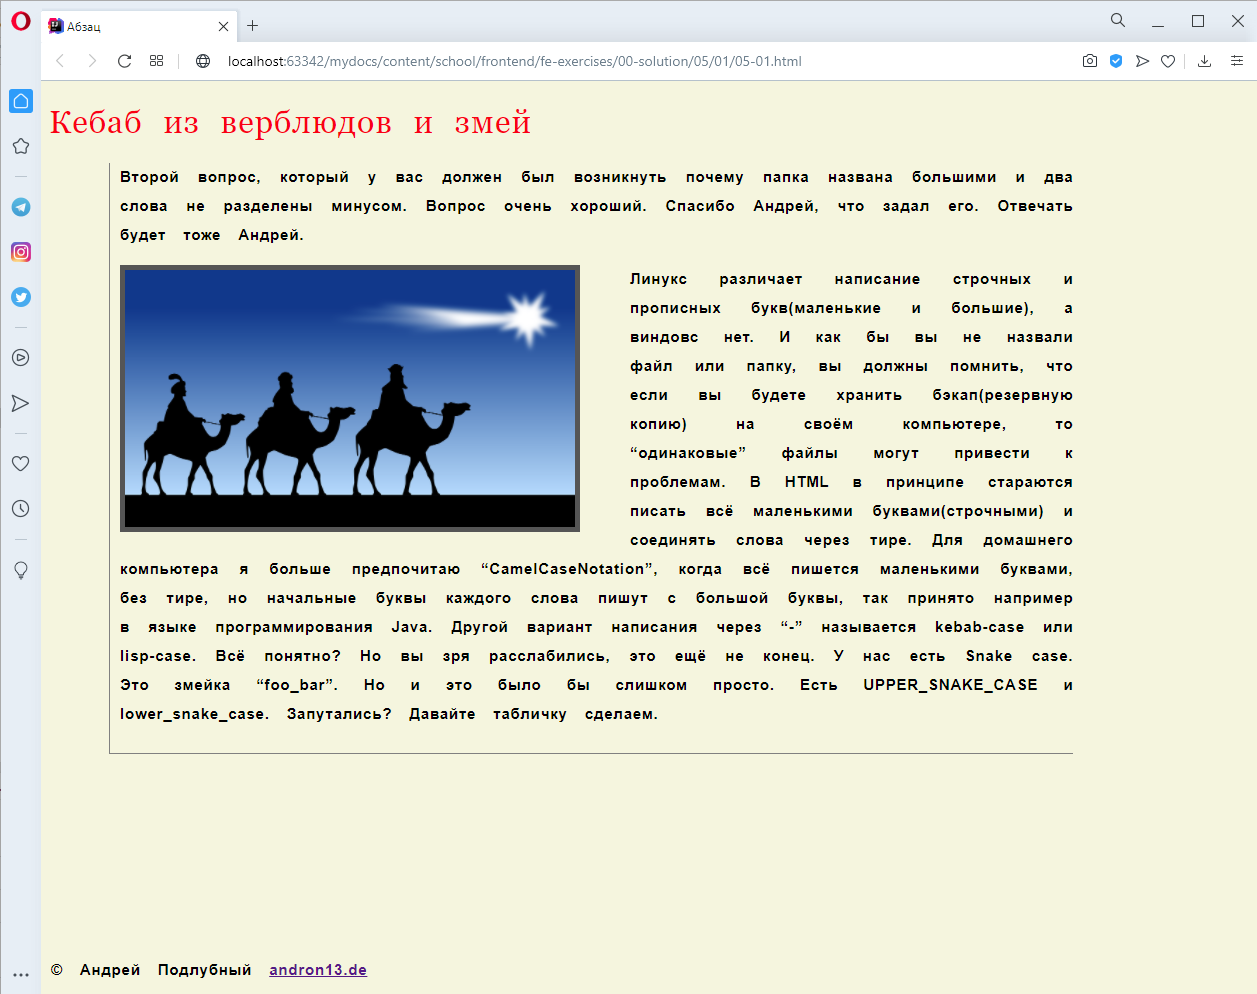 Абзац
localhost:63342/mydocs/content/school/frontend/fe-exercises/00-solution/05/01/05-01.html
Кебаб из верблюдов и змей
Второй вопрос, который у вас должен был возникнуть почему папка названа большими и два
слова не разделены минусом. Вопрос очень хороший. Спасибо Андрей, что задал его. Отвечать
будет тоже Андрей.
Линукс различает написание строчных и
прописных букв(маленькие и большие), а
виндовс нет. И как бы вы не назвали
файл или папку, вы должны помнить, что
если вы будете хранить бэкап(резервную
копию) на своём компьютере, то
“одинаковые” файлы могут привести к
проблемам. В HTML в принципе стараются
писать всё маленькими буквами(строчными) и
соединять слова через тире. Для домашнего
компьютера я больше предпочитаю “CamelCaseNotation”, когда всё пишется маленькими буквами,
без тире, но начальные буквы каждого слова пишут с большой буквы, так принято например
в языке программирования Java. Другой вариант написания через “-” называется kebab-case или
lisp-case. Всё понятно? Но вы зря расслабились, это ещё не конец. У нас есть Snake case.
Это змейка “foo_bar”. Но и это было бы слишком просто. Есть UPPER_SNAKE_CASE и
lower_snake_case. Запутались? Давайте табличку сделаем.
© Андрей Подлубный andron13.de